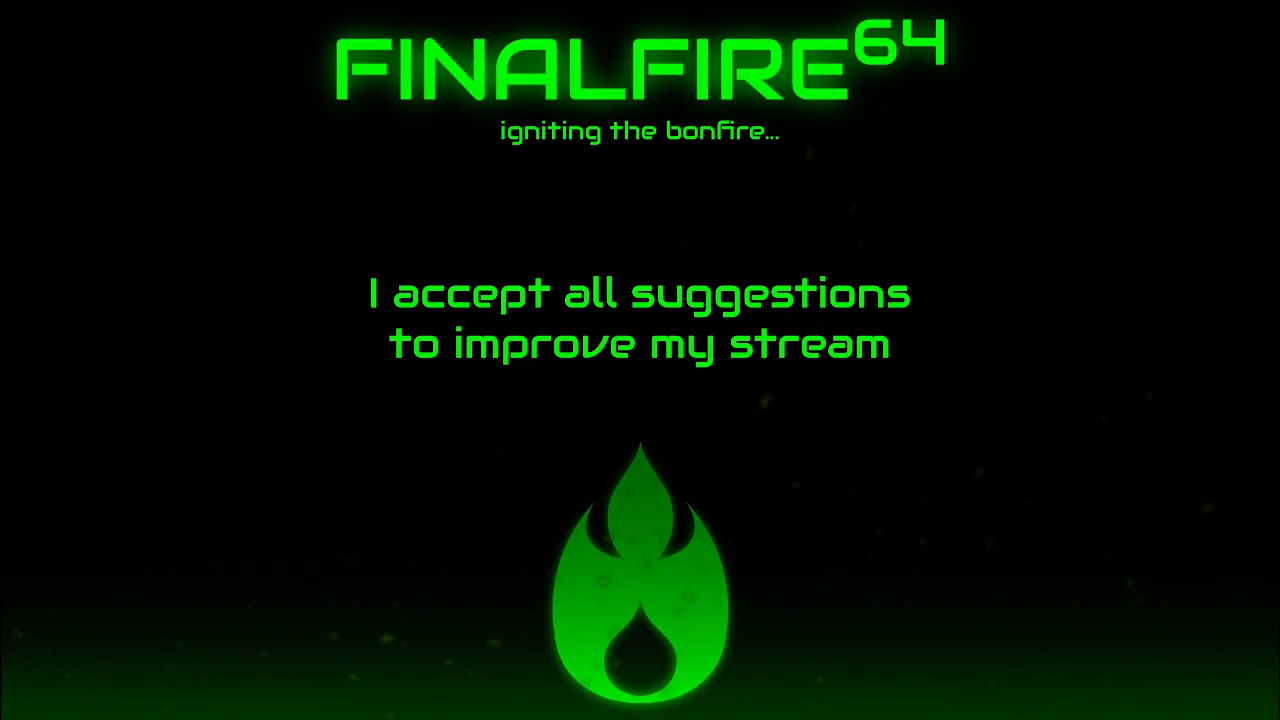 FINALFIRE64
igniting the bonfire...
I accept all suggestions
to improve my stream